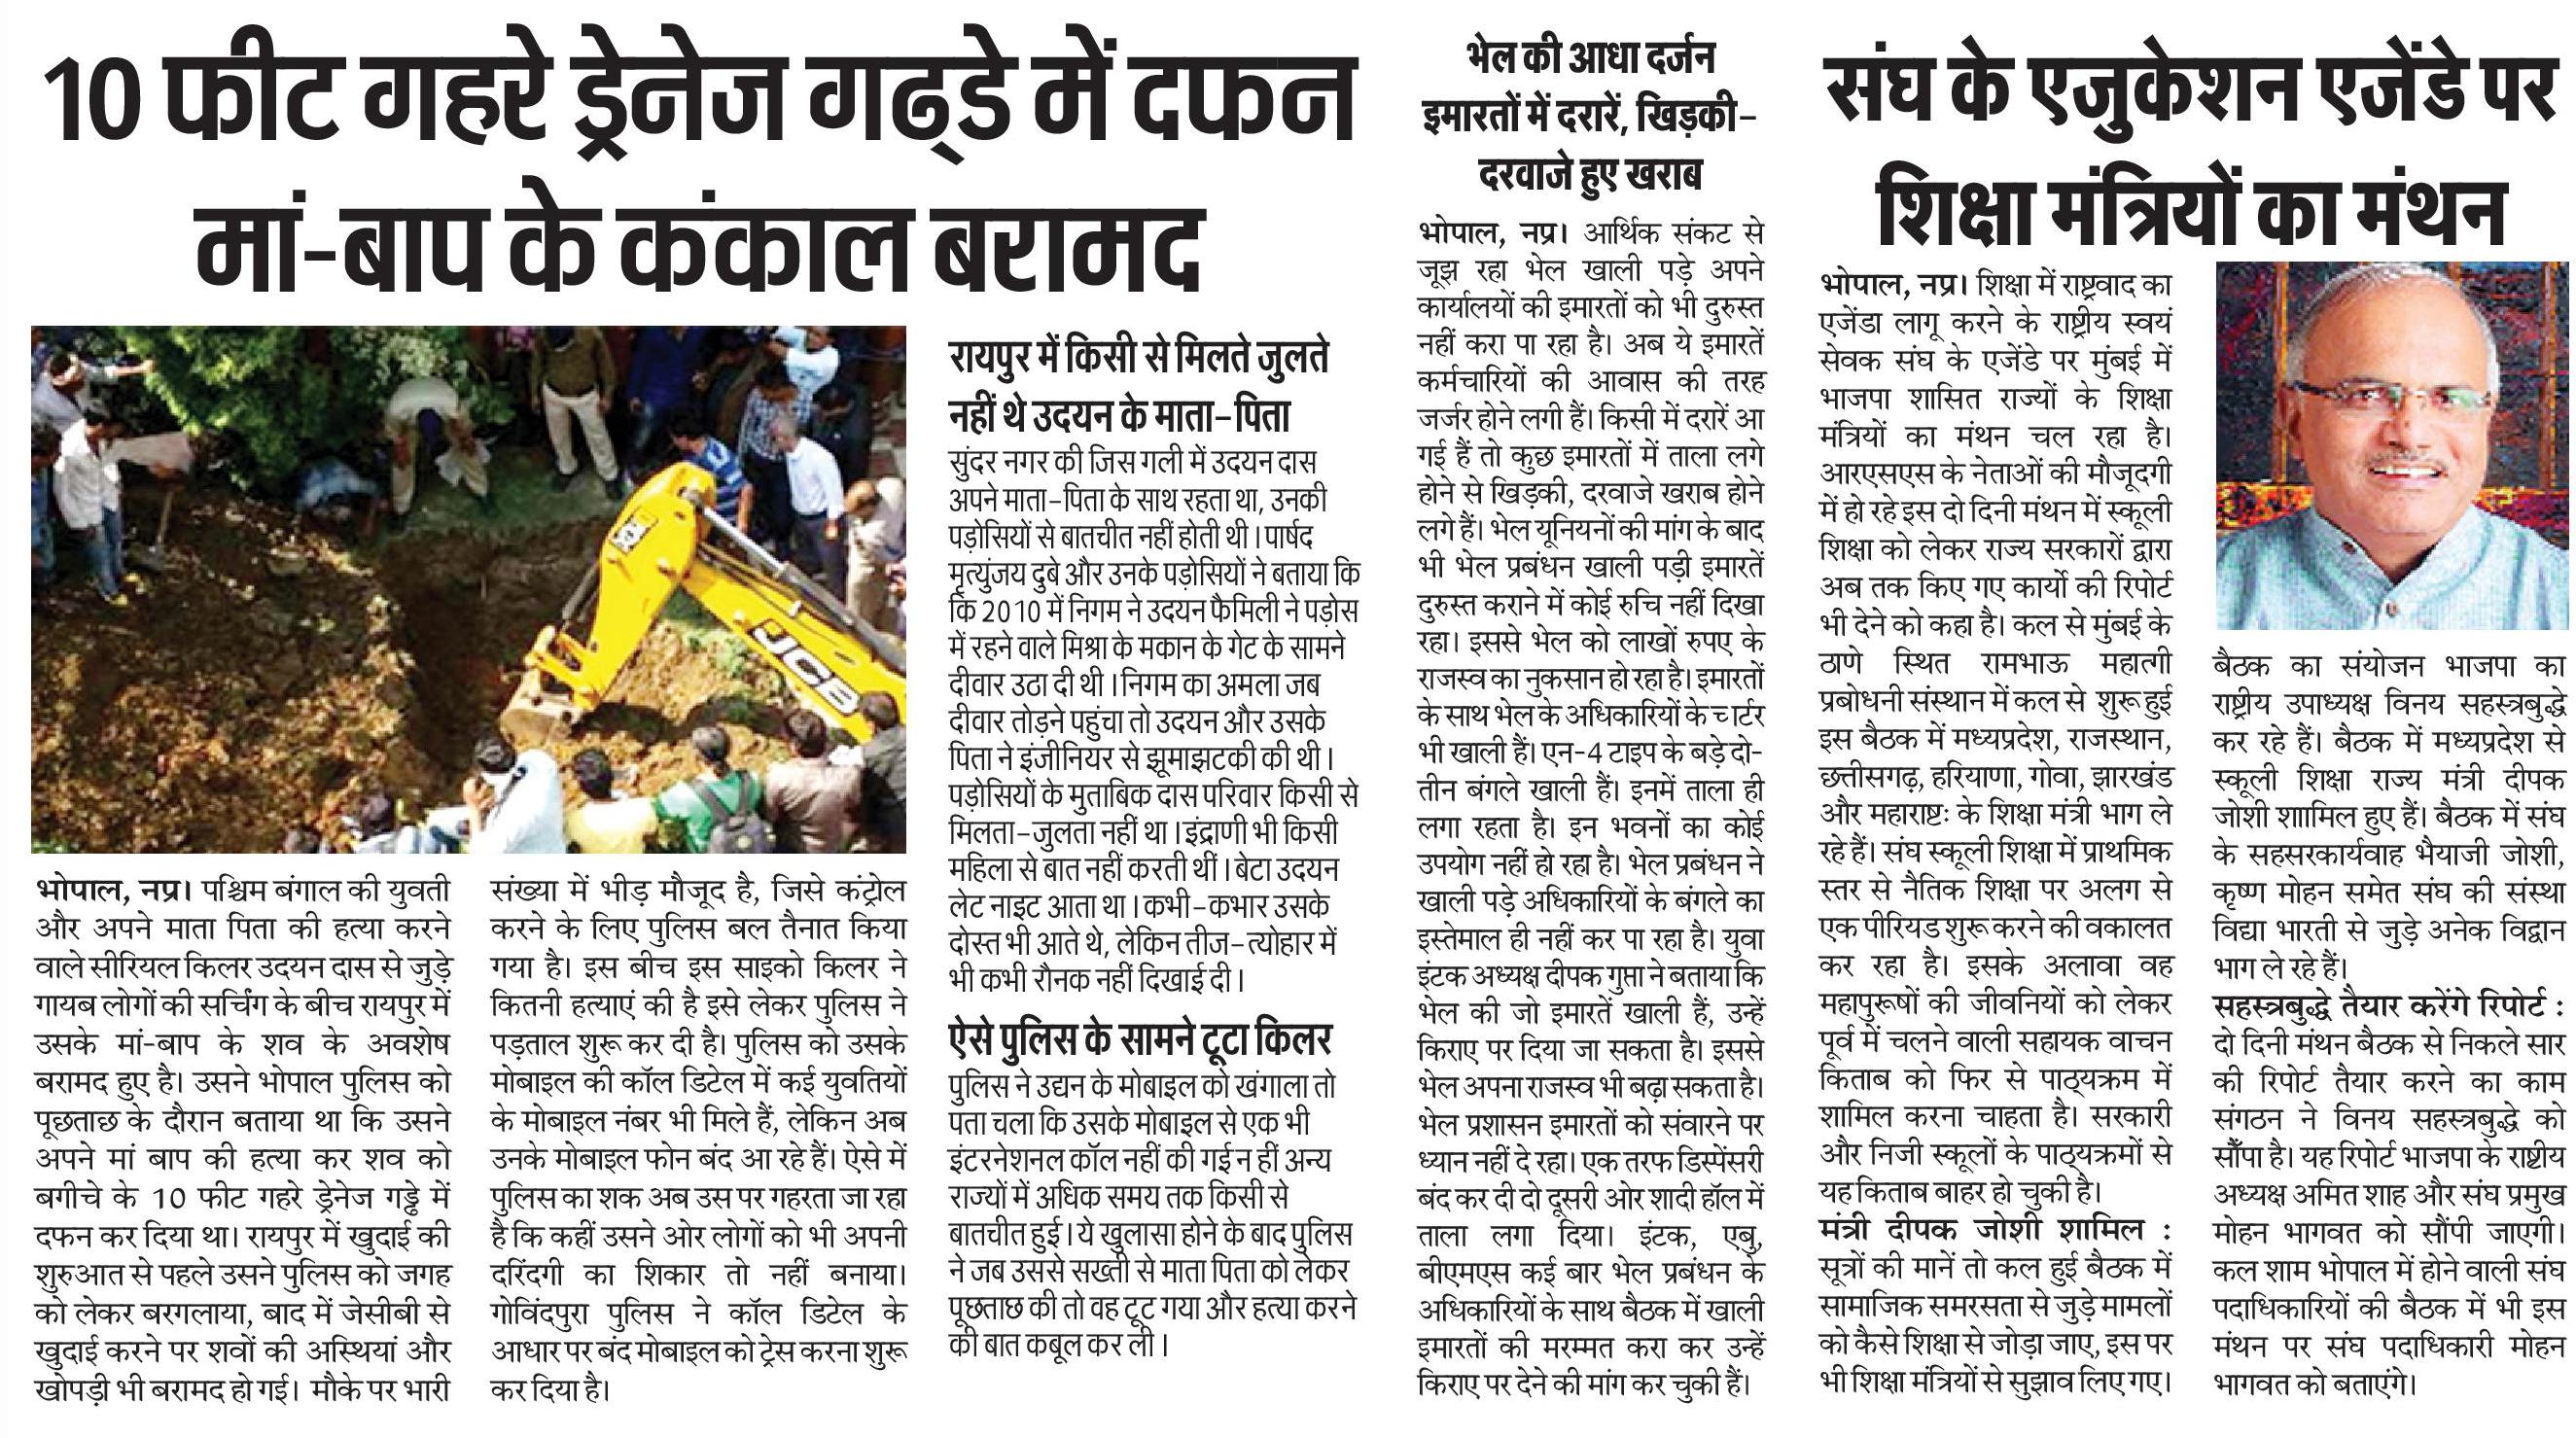 10 फीट गहरे ड्रेनेज गढ्डे में दफन
मां-बाप के कंकाल बरामद
JCB
भोपाल, नप्र। पश्चिम बंगाल की युवती
और अपने माता पिता की हत्या करने
वाले सीरियल किलर उदयन दास से जुड़े
गायब लोगों की सर्चिंग के बीच रायपुर में
उसके मां-बाप के शव के अवशेष
बरामद हुए है। उसने भोपाल पुलिस को
पूछताछ के दौरान बताया था कि उसने
अपने मां बाप की हत्या कर शव को
बगीचे के 10 फीट गहरे ड्रेनेज गड्ढे में
दफन कर दिया था। रायपुर में खुदाई की
शुरुआत से पहले उसने पुलिस को जगह
को लेकर बरगलाया, बाद में जेसीबी से
खुदाई करने पर शवों की अस्थियां और
खोपड़ी भी बरामद हो गई। मौके पर भारी
संख्या में भीड़ मौजूद है, जिसे कंट्रोल
करने के लिए पुलिस बल तैनात किया
गया है। इस बीच इस साइको किलर ने
कितनी हत्याएं की है इसे लेकर पुलिस ने
पड़ताल शुरू कर दी है। पुलिस को उसके
मोबाइल की कॉल डिटेल में कई युवतियों
के मोबाइल नंबर भी मिले हैं, लेकिन अब
उनके मोबाइल फोन बंद आ रहे हैं। ऐसे में
पुलिस का शक अब उस पर गहरता जा रहा
है कि कहीं उसने ओर लोगों को भी अपनी
दरिंदगी का शिकार तो नहीं बनाया।
गोविंदपुरा पुलिस ने कॉल डिटेल के
आधार पर बंद मोबाइल को ट्रेस करना शुरू
कर दिया है।
रायपुर में किसी से मिलते जुलते
नहीं थे उदयन के माता-पिता
सुंदर नगर की जिस गली में उदयन दास
अपने माता-पिता के साथ रहता था, उनकी
पड़ोसियों से बातचीत नहीं होती थी। पार्षद
मृत्युंजय दुबे और उनके पड़ोसियों ने बताया कि
कि 2010 में निगम ने उदयन फैमिली ने पड़ोस
में रहने वाले मिश्रा के मकान के गेट के सामने
दीवार उठा दी थी। निगम का अमला जब
दीवार तोड़ने पहुंचा तो उदयन और उसके
पिता ने इंजीनियर से झूमाझटकी की थी।
पड़ोसियों के मुताबिक दास परिवार किसी से
मिलता-जुलता नहीं था। इंद्राणी भी किसी
महिला से बात नहीं करती थीं। बेटा उदयन
लेट नाइट आता था। कभी-कभार उसके
दोस्त भी आते थे, लेकिन तीज-त्योहार में
भी कभी रौनक नहीं दिखाई दी।
ऐसे पुलिस के सामने टूटा किलर
पुलिस ने उद्यन के मोबाइल को खंगाला तो
पता चला कि उसके मोबाइल से एक भी
इंटरनेशनल कॉल नहीं की गई न हीं अन्य
राज्यों में अधिक समय तक किसी से
बातचीत हुई। ये खुलासा होने के बाद पुलिस
ने जब उससे सख्ती से माता पिता को लेकर
पूछताछ की तो वह टूट गया और हत्या करने
की बात कबूल कर ली।
भेल की आधा दर्जन
इमारतों में दरारें, खिड़की-
दरवाजे हुए खराब
भोपाल, नप्र। आर्थिक संकट से
जूझ रहा भेल खाली पड़े अपने
कार्यालयों की इमारतों को भी दुरुस्त
नहीं करा पा रहा है। अब ये इमारतें
कर्मचारियों की आवास की तरह
जर्जर होने लगी हैं। किसी में दरारें आ
गई हैं तो कुछ इमारतों में ताला लगे
होने से खिड़की, दरवाजे खराब होने
लगे हैं। भेल यूनियनों की मांग के बाद
भी भेल प्रबंधन खाली पड़ी इमारतें
दुरुस्त कराने में कोई रुचि नहीं दिखा
रहा। इससे भेल को लाखों रुपए के
राजस्व का नुकसान हो रहा है। इमारतों
के साथ भेल के अधिकारियों के च ार्टर
भी खाली हैं। एन-4 टाइप के बड़े दो-
तीन बंगले खाली हैं। इनमें ताला ही
लगा रहता है। इन भवनों का कोई
उपयोग नहीं हो रहा है। भेल प्रबंधन ने
खाली पड़े अधिकारियों के बंगले का
इस्तेमाल ही नहीं कर पा रहा है। युवा
इंटक अध्यक्ष दीपक गुप्ता ने बताया कि
भेल की जो इमारतें खाली हैं, उन्हें
किराए पर दिया जा सकता है। इससे
भेल अपना राजस्व भी बढ़ा सकता है।
भेल प्रशासन इमारतों को संवारने पर
ध्यान नहीं दे रहा। एक तरफ डिस्पेंसरी
बंद कर दी दो दूसरी ओर शादी हॉल में
ताला लगा दिया। इंटक, एबु,
बीएमएस कई बार भेल प्रबंधन के
अधिकारियों के साथ बैठक में खाली
इमारतों की मरम्मत करा कर उन्हें
किराए पर देने की मांग कर चुकी हैं।
संघ के एजुकेशन एजेंडे पर
शिक्षा मंत्रियों का मंथन
भोपाल, नप्र। शिक्षा में राष्ट्रवाद का
एजेंडा लागू करने के राष्ट्रीय स्वयं
सेवक संघ के एजेंडे पर मुंबई में
भाजपा शासित राज्यों के शिक्षा
मंत्रियों का मंथन चल रहा है।
आरएसएस के नेताओं की मौजूदगी
में हो रहे इस दो दिनी मंथन में स्कूली
शिक्षा को लेकर राज्य सरकारों द्वारा
अब तक किए गए कार्यो की रिपोर्ट
भी देने को कहा है। कल से मुंबई के
ठाणे स्थित रामभाऊ महात्गी
प्रबोधनी संस्थान में कल से शुरू हुई
इस बैठक में मध्यप्रदेश, राजस्थान,
छत्तीसगढ़, हरियाणा, गोवा, झारखंड
और महाराष्टः के शिक्षा मंत्री भाग ले
रहे हैं। संघ स्कूली शिक्षा में प्राथमिक
स्तर से नैतिक शिक्षा पर अलग से
एक पीरियड शुरू करने की वकालत
कर रहा है। इसके अलावा वह
महापुरूषों की जीवनियों को लेकर
पूर्व में चलने वाली सहायक वाचन
किताब को फिर से पाठ्यक्रम में
शामिल करना चाहता है। सरकारी
और निजी स्कूलों के पाठ्यक्रमों से
यह किताब बाहर हो चुकी है।
मंत्री दीपक जोशी शामिल :
सूत्रों की मानें तो कल हुई बैठक में
सामाजिक समरसता से जुड़े मामलों
को कैसे शिक्षा से जोड़ा जाए, इस पर
भी शिक्षा मंत्रियों से सुझाव लिए गए।
बैठक का संयोजन भाजपा का
राष्ट्रीय उपाध्यक्ष विनय सहस्त्रबुद्धे
कर रहे हैं। बैठक में मध्यप्रदेश से
स्कूली शिक्षा राज्य मंत्री दीपक
जोशी शाामिल हुए हैं। बैठक में संघ
के सहसरकार्यवाह भैयाजी जोशी,
कृष्ण मोहन समेत संघ की संस्था
विद्या भारती से जुड़े अनेक विद्वान
भाग ले रहे हैं।
सहस्त्रबुद्धे तैयार करेंगे रिपोर्ट :
दो दिनी मंथन बैठक से निकले सार
की रिपोर्ट तैयार करने का काम
संगठन ने विनय सहस्त्रबुद्धे को
सौंपा है। यह रिपोर्ट भाजपा के राष्टीय
अध्यक्ष अमित शाह और संघ प्रमुख
मोहन भागवत को सौंपी जाएगी।
कल शाम भोपाल में होने वाली संघ
पदाधिकारियों की बैठक में भी इस
मंथन पर संघ पदाधिकारी मोहन
भागवत को बताएंगे।